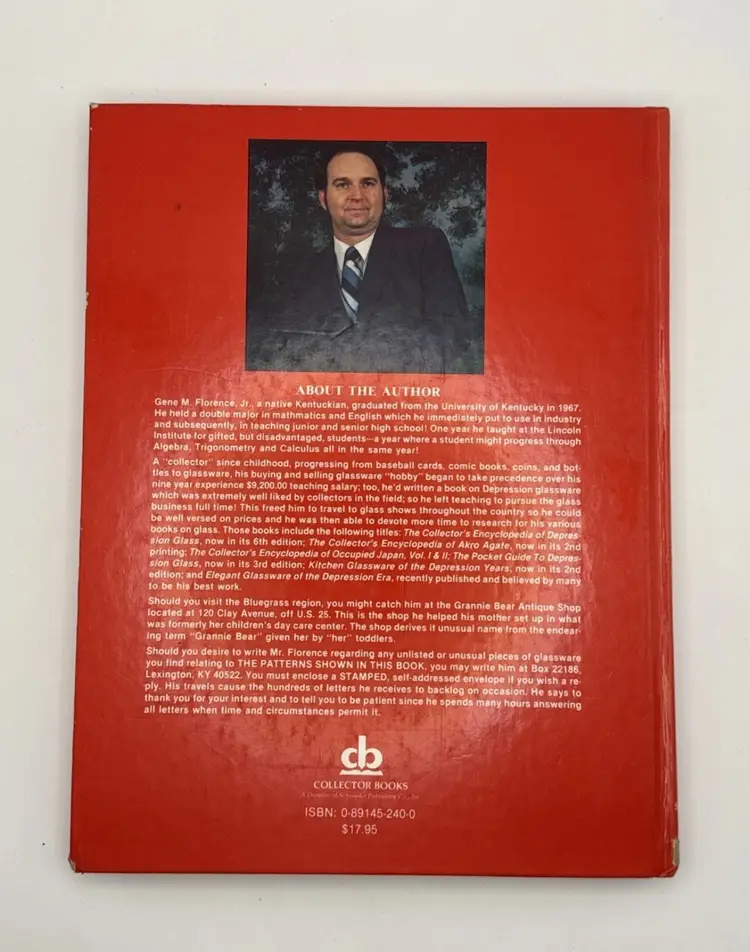 ABOUT THE AUTHOR
Gene M. Florence, Jr., a native Kentuckian, graduated from the University of Kentucky in 1967.
He held a double major in mathmatics and English which he immediately put to use in industry
and subsequently, in teaching junior and senior high school! One year he taught at the Lincoln
Institute for gifted, but disadvantaged, students—a year where a student might progress through
Algebra, Trigonometry and Calculus all in the same year!
A "collector" since childhood, progressing from baseball cards, comic books, coins, and bot-
tles to glassware, his buying and selling glassware "hobby" began to take precedence over his
nine year experience $9,200.00 teaching salary; too, he'd written a book on Depression glassware
which was extremely well liked by collectors in the field; so he left teaching to pursue the glass
business full time! This freed him to travel to glass shows throughout the country so he could
be well versed on prices and he was then able to devote more time to research for his various
books on glass. Those books include the following titles: The Collector's Encyclopedia of Depres-
sion Glass, now in its 6th edition; The Collector's Encyclopedia of Akro Agate, now in its 2nd
printing; The Collector's Encyclopedia of Occupied Japan, Vol. I & II; The Pocket Guide To Depres-
sion Glass, now in its 3rd edition; Kitchen Glassware of the Depression Years, now in its 2nd
edition; and Elegant Glassware of the Depression Era, recently published and believed by many
to be his best work.
Should you visit the Bluegrass region, you might catch him at the Grannie Bear Antique Shop
located at 120 Clay Avenue, off U.S. 25. This is the shop he helped his mother set up in what
was formerly her children's day care center. The shop derives it unusual name from the endear-
ing term "Grannie Bear" given her by "her" toddlers.
Should you desire to write Mr. Florence regarding any unlisted or unusual pieces of glassware
you find relating to THE PATTERNS SHOWN IN THIS BOOK, you may write him at Box 22186,
Lexington, KY 40522. You must enclose a STAMPED, self-addressed envelope if you wish a re-
ply. His travels cause the hundreds of letters he receives to backlog on occasion. He says to
thank you for your interest and to tell you to be patient since he spends many hours answering
all letters when time and circumstances permit it.
cb
COLLECTOR BOOKS
A Division of Schroeder Publishing Co., Inc.
ISBN: 0-89145-240-0
$17.95